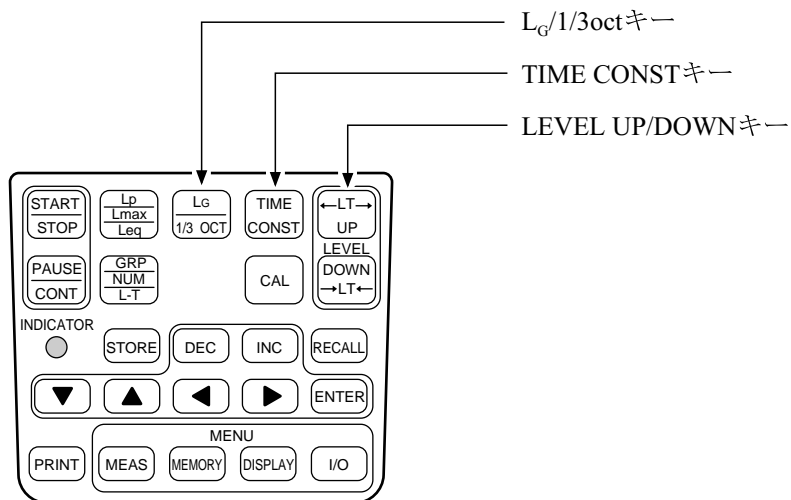 LG/1/3octキー
TIME CONSTキー
LEVEL UP/DOWNキー
START
STOP
Lp
Lmax
Leq
LG
1/3 OCT
TIME
CONST
←LT→
UP
LEVEL
DOWN
→LT←
PAUSE
CONT
GRP
NUM
L-T
CAL
INDICATOR
STORE
DEC
INC
RECALL
▼ ▲ ◀ ▶ ENTER
MENU
PRINT
MEAS
MEMORY
DISPLAY
I/O